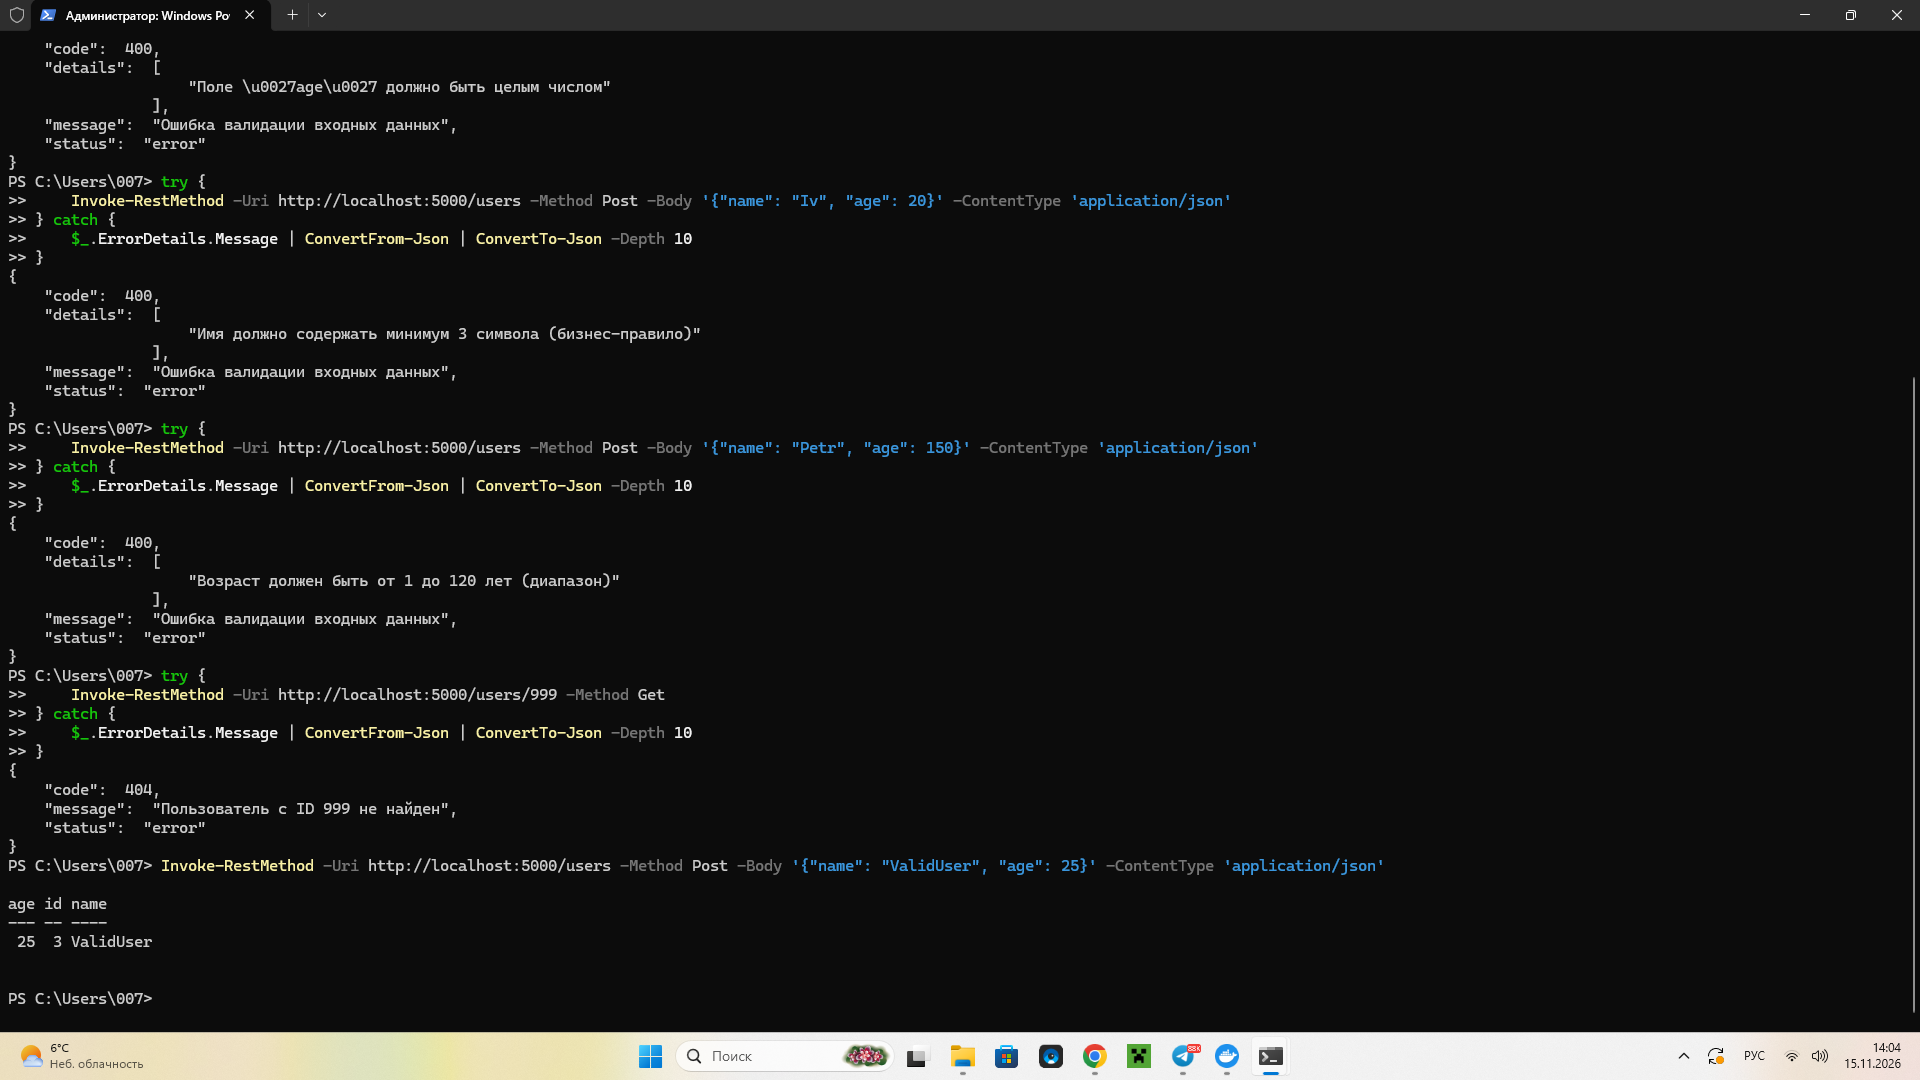 Администратор: Windows Po
    "code":  400,
    "details":  [
                    "Поле \u0027age\u0027 должно быть целым числом"
                ],
    "message":  "Ошибка валидации входных данных",
    "status":  "error"
}
PS C:\Users\007> try {
>>     Invoke-RestMethod -Uri http://localhost:5000/users -Method Post -Body '{"name": "Iv", "age": 20}' -ContentType 'application/json'
>> } catch {
>>     $_.ErrorDetails.Message | ConvertFrom-Json | ConvertTo-Json -Depth 10
>> }
{
    "code":  400,
    "details":  [
                    "Имя должно содержать минимум 3 символа (бизнес-правило)"
                ],
    "message":  "Ошибка валидации входных данных",
    "status":  "error"
}
PS C:\Users\007> try {
>>     Invoke-RestMethod -Uri http://localhost:5000/users -Method Post -Body '{"name": "Petr", "age": 150}' -ContentType 'application/json'
>> } catch {
>>     $_.ErrorDetails.Message | ConvertFrom-Json | ConvertTo-Json -Depth 10
>> }
{
    "code":  400,
    "details":  [
                    "Возраст должен быть от 1 до 120 лет (диапазон)"
                ],
    "message":  "Ошибка валидации входных данных",
    "status":  "error"
}
PS C:\Users\007> try {
>>     Invoke-RestMethod -Uri http://localhost:5000/users/999 -Method Get
>> } catch {
>>     $_.ErrorDetails.Message | ConvertFrom-Json | ConvertTo-Json -Depth 10
>> }
{
    "code":  404,
    "message":  "Пользователь с ID 999 не найден",
    "status":  "error"
}
PS C:\Users\007> Invoke-RestMethod -Uri http://localhost:5000/users -Method Post -Body '{"name": "ValidUser", "age": 25}' -ContentType 'application/json'
age id name
--- -- ----
 25  3 ValidUser
PS C:\Users\007>
6°C
Неб. облачность
Поиск
88K
РУС
14:04
15.11.2026